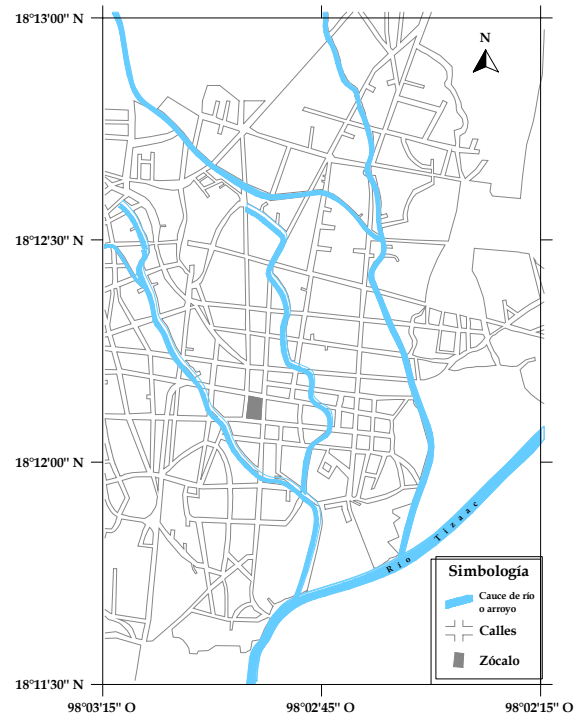 18°13'00" N
N
18°12'30" N
18°12'00" N
Río Tizaac
Simbología
Cauce de río
o arroyo
Calles
Zócalo
18°11'30" N
98°03'15" O
98°02'45" O
98°02'15" O